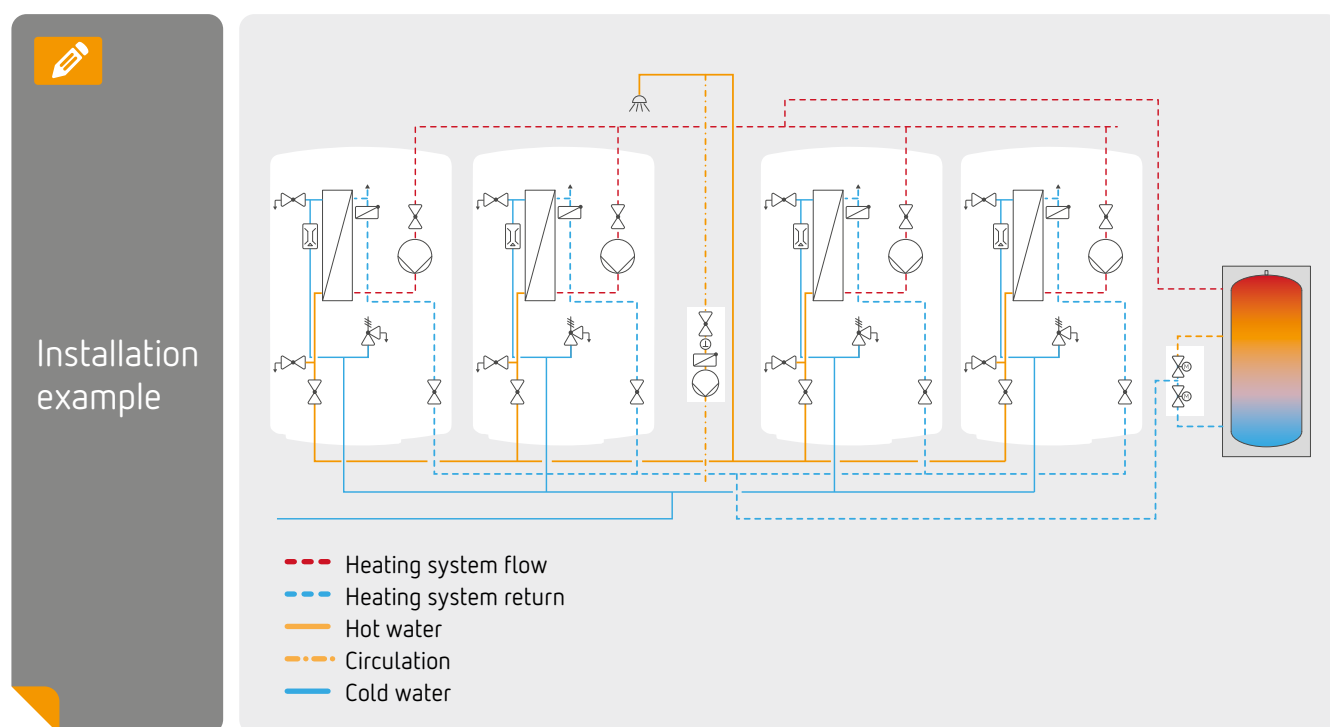 Installation
example
Heating system flow
Heating system return
Hot water
Circulation
Cold water
M
M